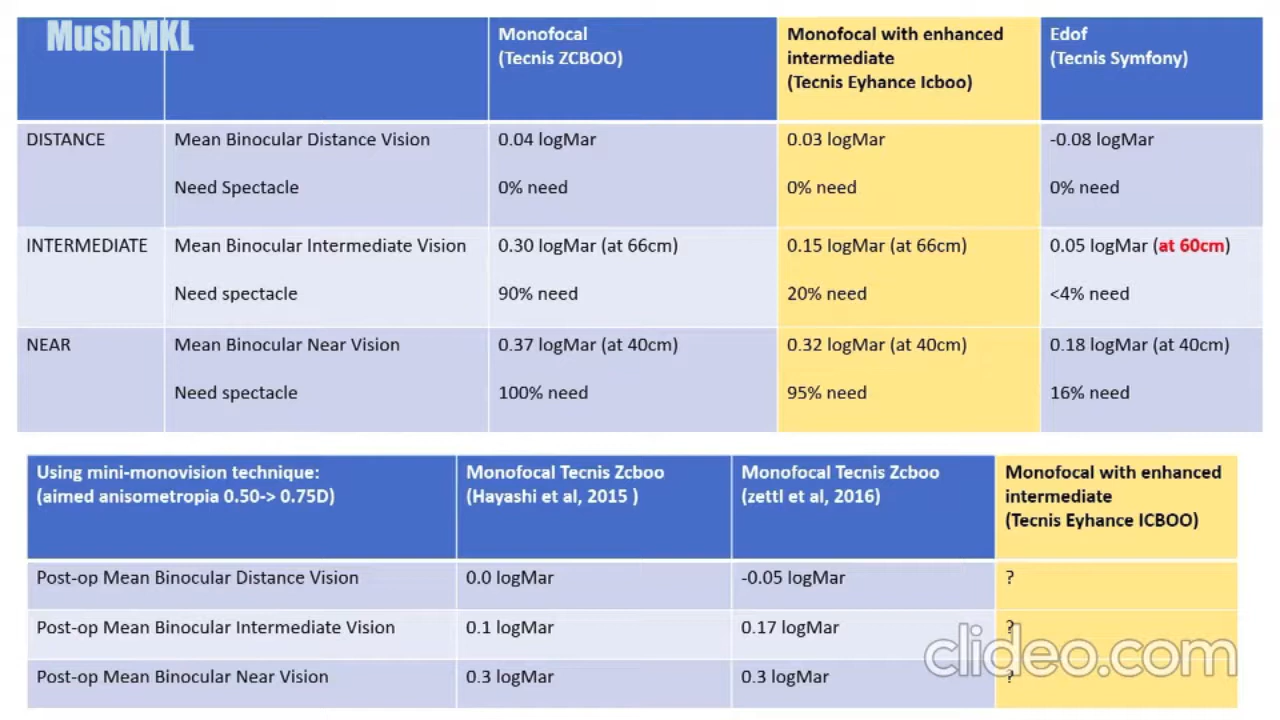 MushMKL
Monofocal
(Tecnis ZCBOO)
Monofocal with enhanced
intermediate
(Tecnis Eyhance Icboo)
Edof
(Tecnis Symfony)
DISTANCE
Mean Binocular Distance Vision
0.04 logMar
0.03 logMar
-0.08 logMar
Need Spectacle
0% need
0% need
0% need
INTERMEDIATE
Mean Binocular Intermediate Vision
0.30 logMar (at 66cm)
0.15 logMar (at 66cm)
0.05 logMar (at 60cm)
Need spectacle
90% need
20% need
<4% need
NEAR
Mean Binocular Near Vision
0.37 logMar (at 40cm)
0.32 logMar (at 40cm)
0.18 logMar (at 40cm)
Need spectacle
100% need
95% need
16% need
Using mini-monovision technique:
(aimed anisometropia 0.50-> 0.75D)
Monofocal Tecnis Zcboo
(Hayashi et al, 2015 )
Monofocal Tecnis Zcboo
(zettl et al, 2016)
Monofocal with enhanced
intermediate
(Tecnis Eyhance ICBOO)
Post-op Mean Binocular Distance Vision
0.0 logMar
-0.05 logMar
?
Post-op Mean Binocular Intermediate Vision
0.1 logMar
0.17 logMar
?
Post-op Mean Binocular Near Vision
0.3 logMar
0.3 logMar
?
clideo.com